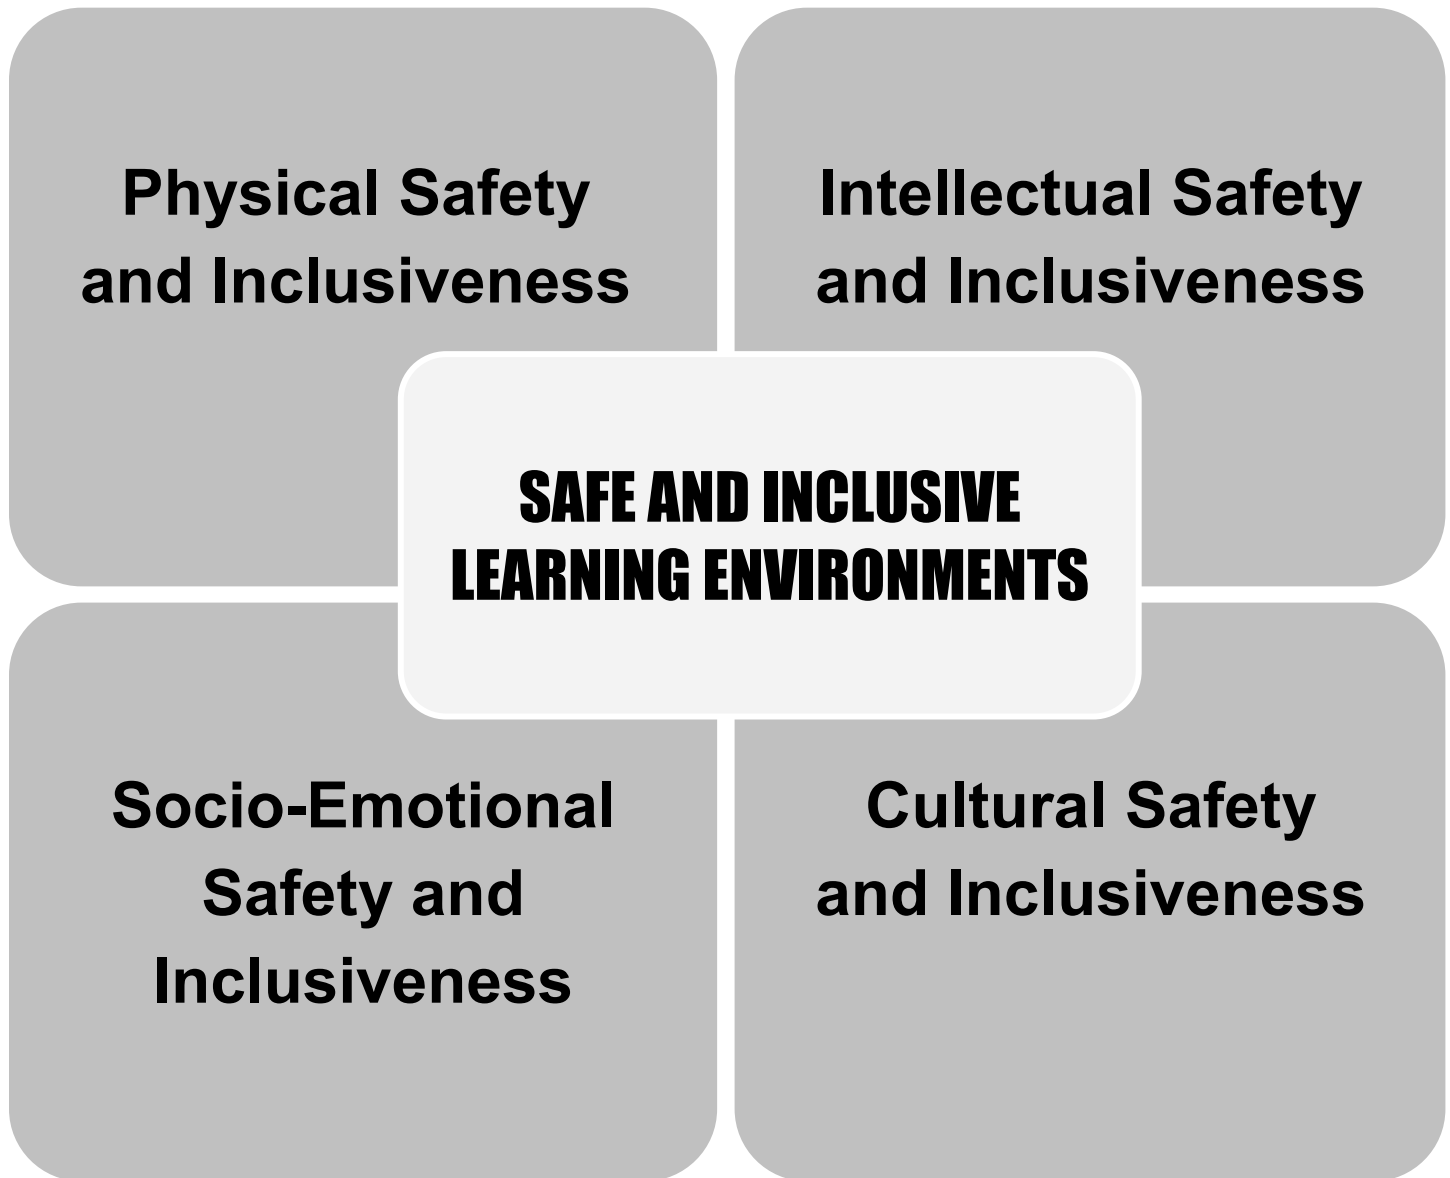 Physical Safety
and Inclusiveness
Intellectual Safety
and Inclusiveness
SAFE AND INCLUSIVE
LEARNING ENVIRONMENTS
Socio-Emotional
Safety and
Inclusiveness
Cultural Safety
and Inclusiveness